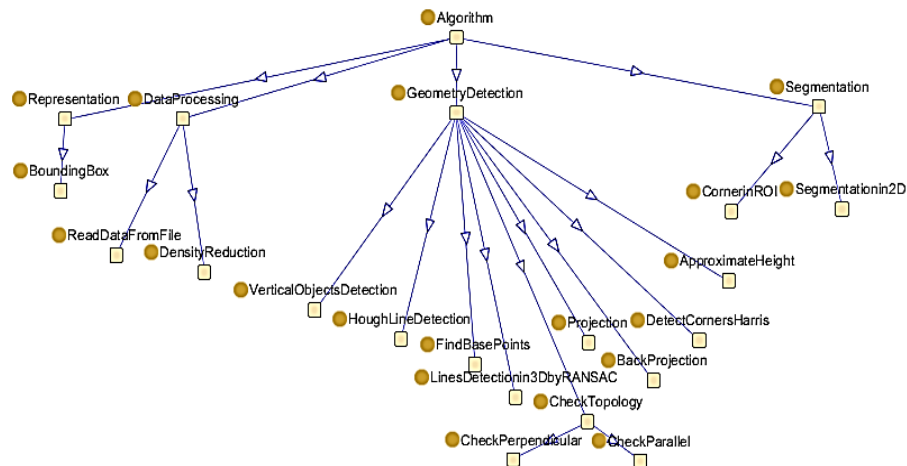 Algorithm
Representation
DataProcessing
GeometryDetection
Segmentation
BoundingBox
CornerinROI
Segmentationin2D
ReadDataFromFile
DensityReduction
ApproximateHeight
VerticalObjectsDetection
HoughLineDetection
Projection
DetectCornersHarris
FindBasePoints
BackProjection
LinesDetectionin3DbyRANSAC
CheckTopology
CheckPerpendicular
CheckParallel